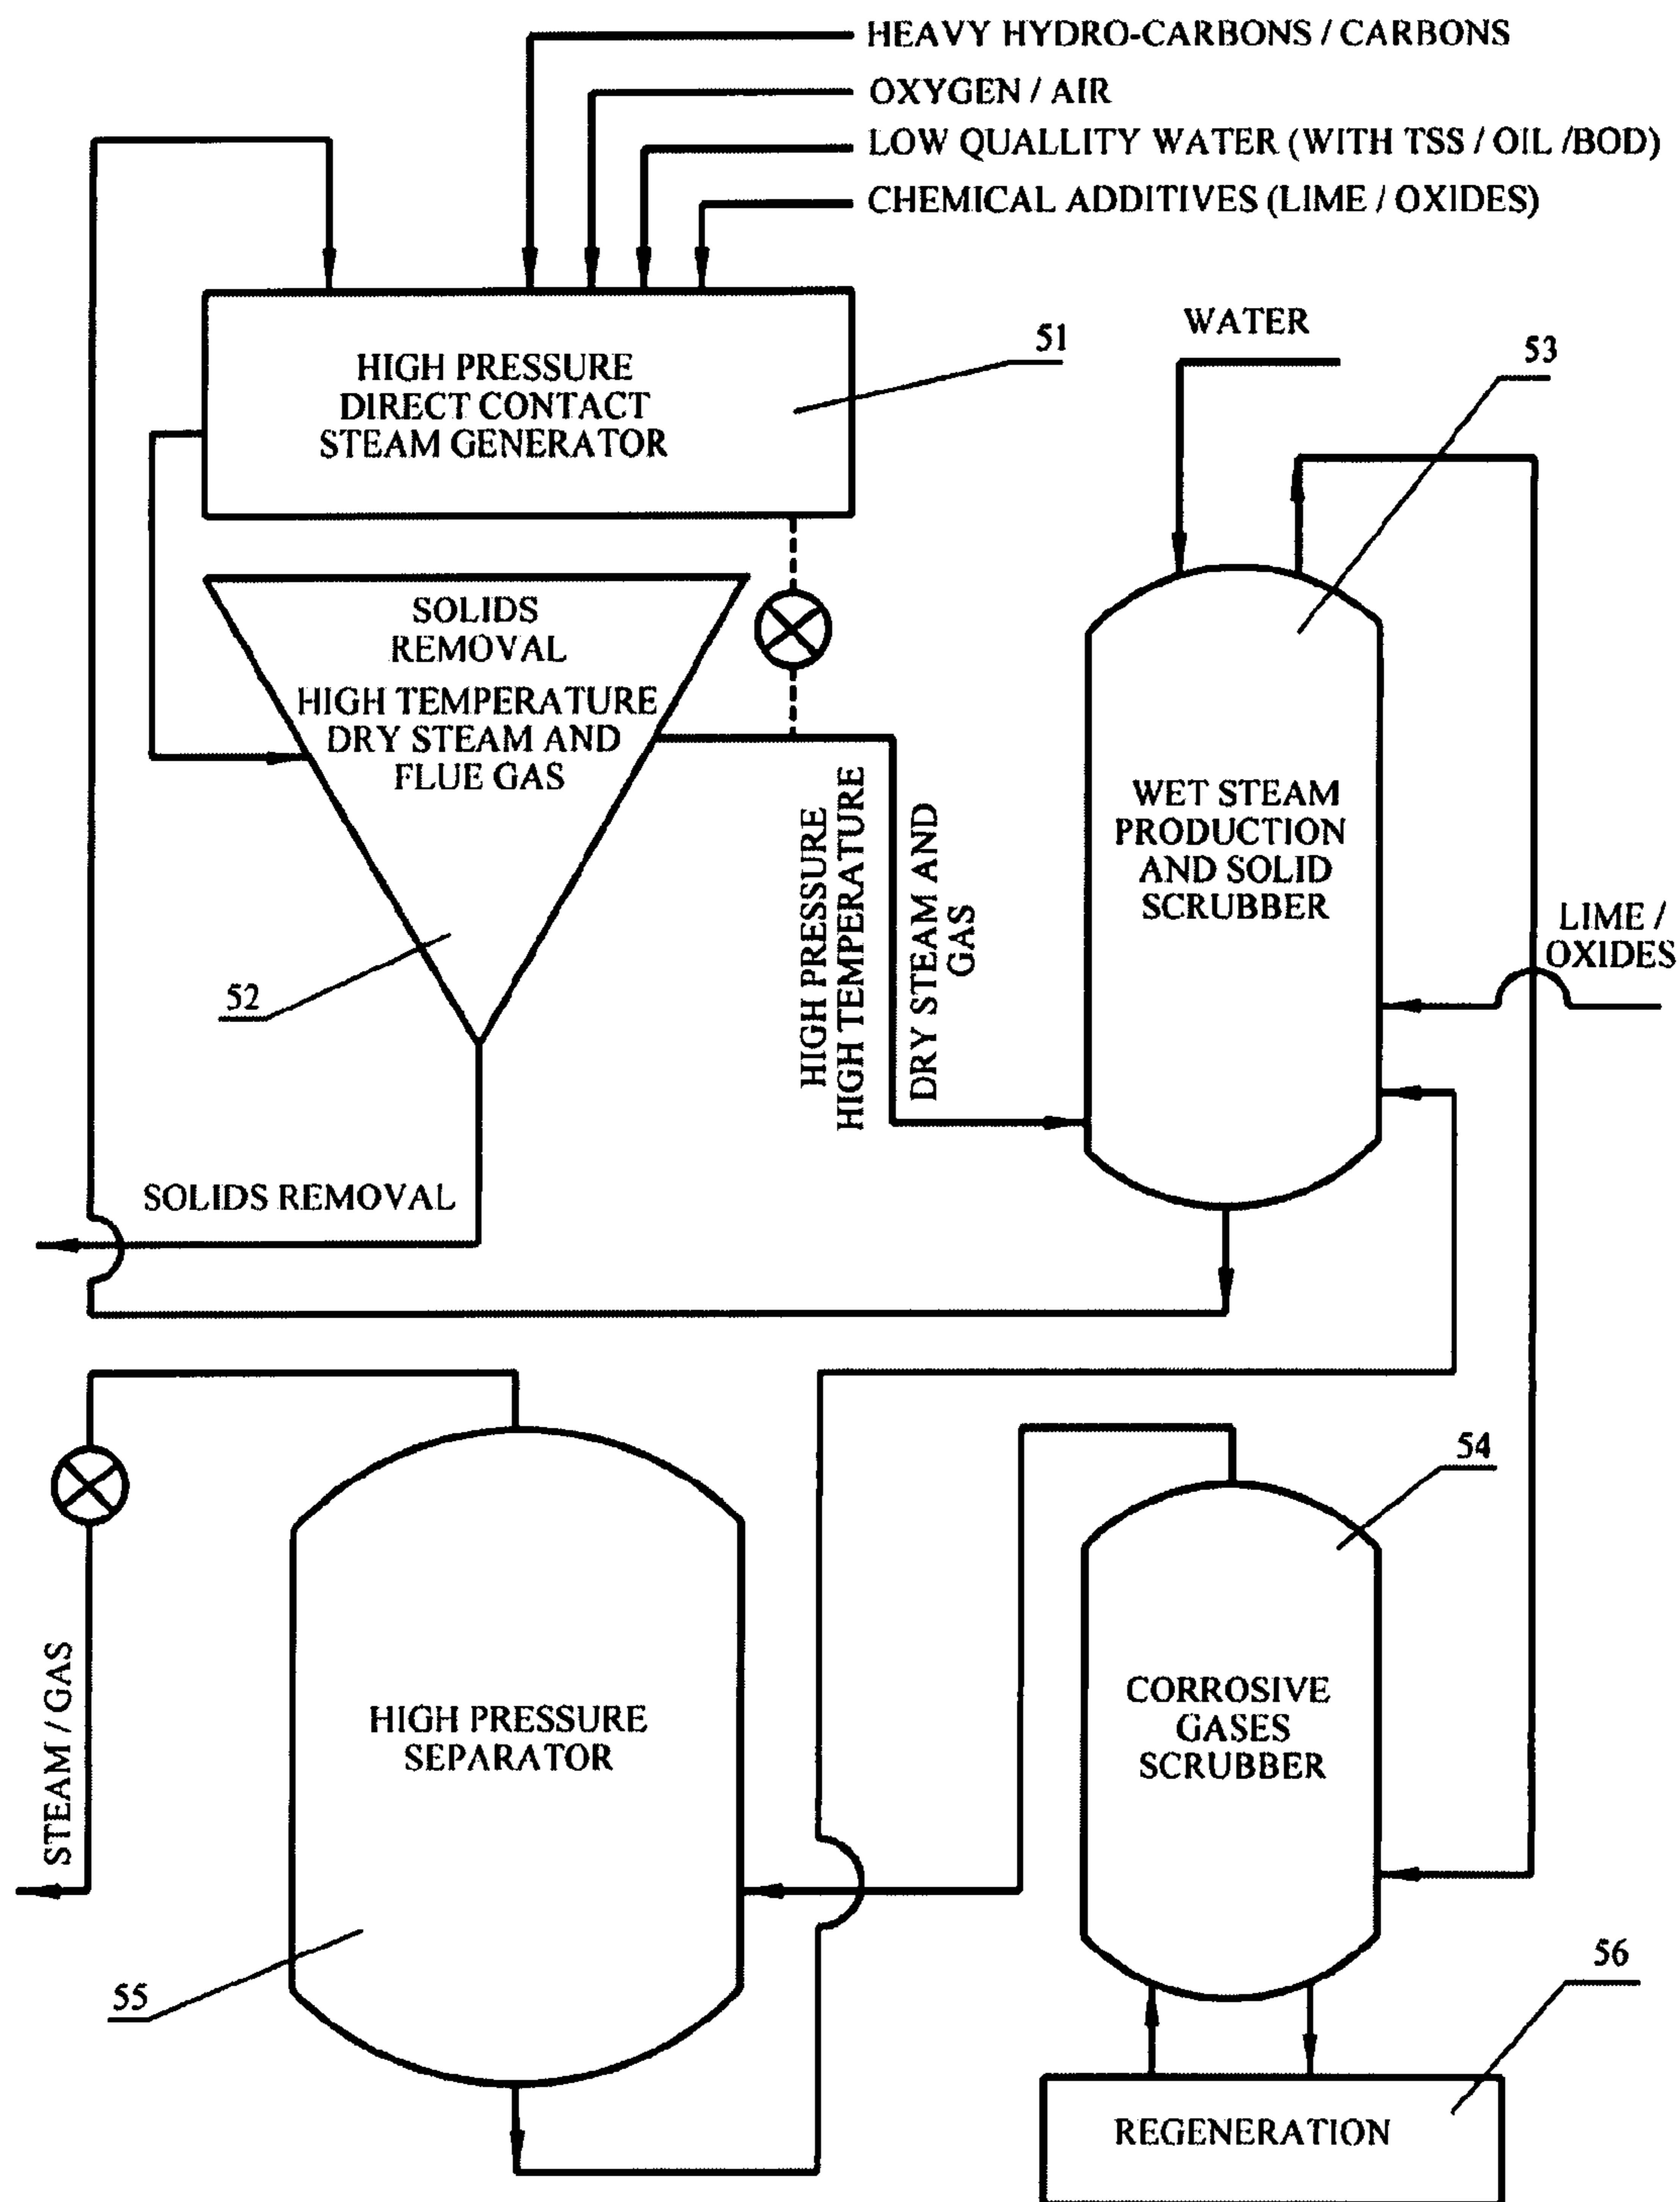 HEAVY HYDRO-CARBONS / CARBONS
OXYGEN / AIR
LOW QUALLITY WATER (WITH TSS / OIL /BOD)
CHEMICAL ADDITIVES (LIME / OXIDES)
HIGH PRESSURE
DIRECT CONTACT
STEAM GENERATOR
51
WATER
53
SOLIDS
REMOVAL
HIGH TEMPERATURE
DRY STEAM AND
FLUE GAS
52
HIGH PRESSURE
HIGH TEMPERATURE
DRY STEAM AND
GAS
WET STEAM
PRODUCTION
AND SOLID
SCRUBBER
LIME /
OXIDES
SOLIDS REMOVAL
STEAM / GAS
HIGH PRESSURE
SEPARATOR
55
54
CORROSIVE
GASES
SCRUBBER
56
REGENERATION